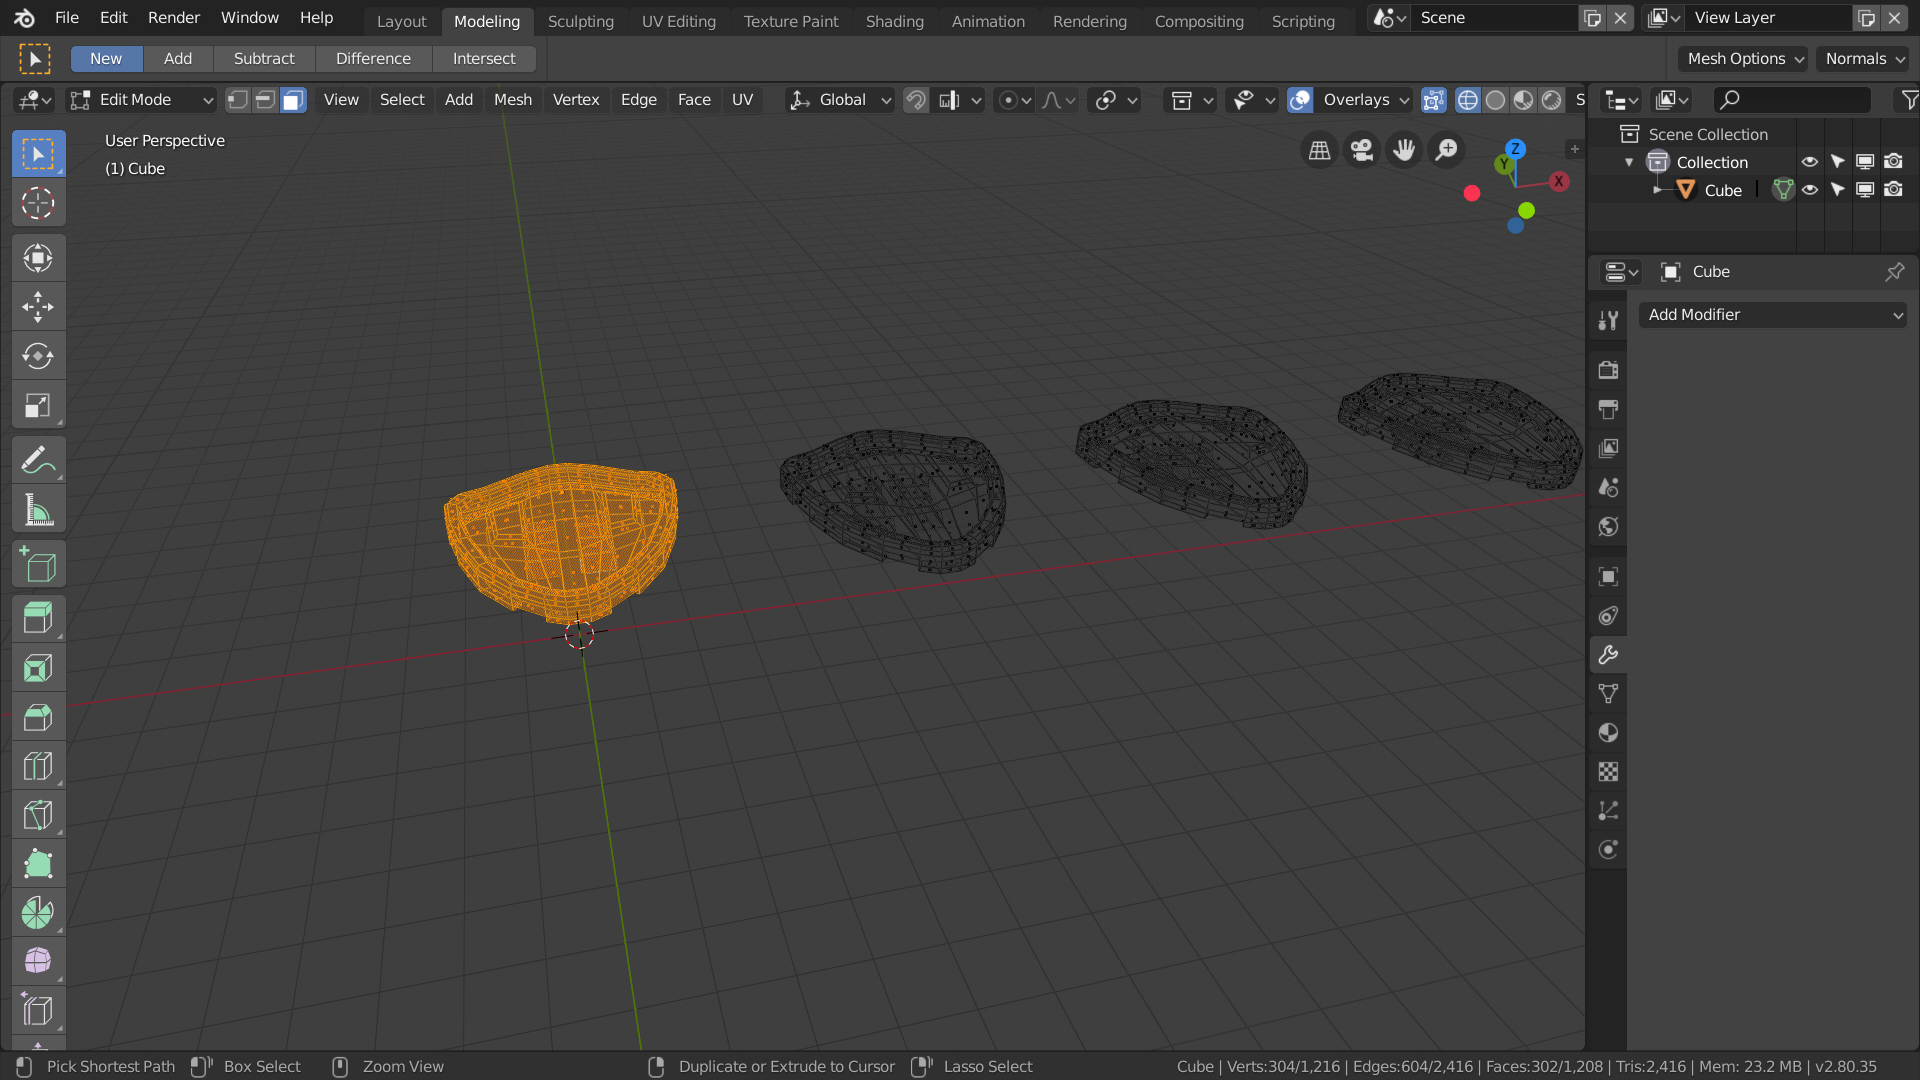 File Edit Render Window Help Layout Modeling Sculpting UV Editing Texture Paint Shading Animation Rendering Compositing Scripting Scene View Layer
New Add Subtract Difference Intersect Mesh Options Normals
Edit Mode View Select Add Mesh Vertex Edge Face UV Global Overlays S
User Perspective
(1) Cube
Z
Y
X
Scene Collection
Collection
Cube
Cube
Add Modifier
Pick Shortest Path Box Select Zoom View Duplicate or Extrude to Cursor Lasso Select Cube | Verts:304/1,216 | Edges:604/2,416 | Faces:302/1,208 | Tris:2,416 | Mem: 23.2 MB | v2.80.35